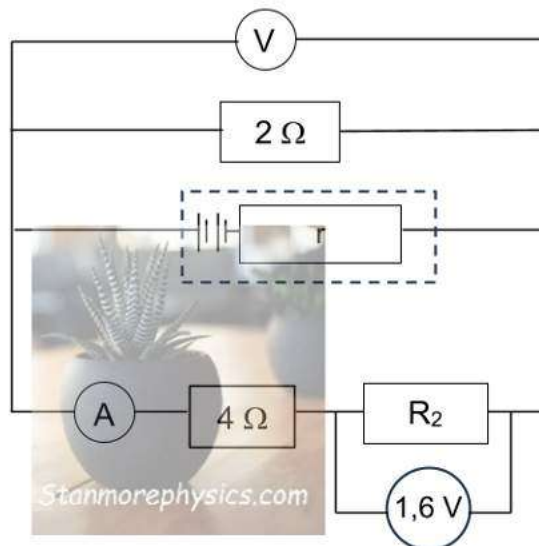 V
2 Ω
r
A
4 Ω
R₂
1,6 V
Stanmorephysics.com